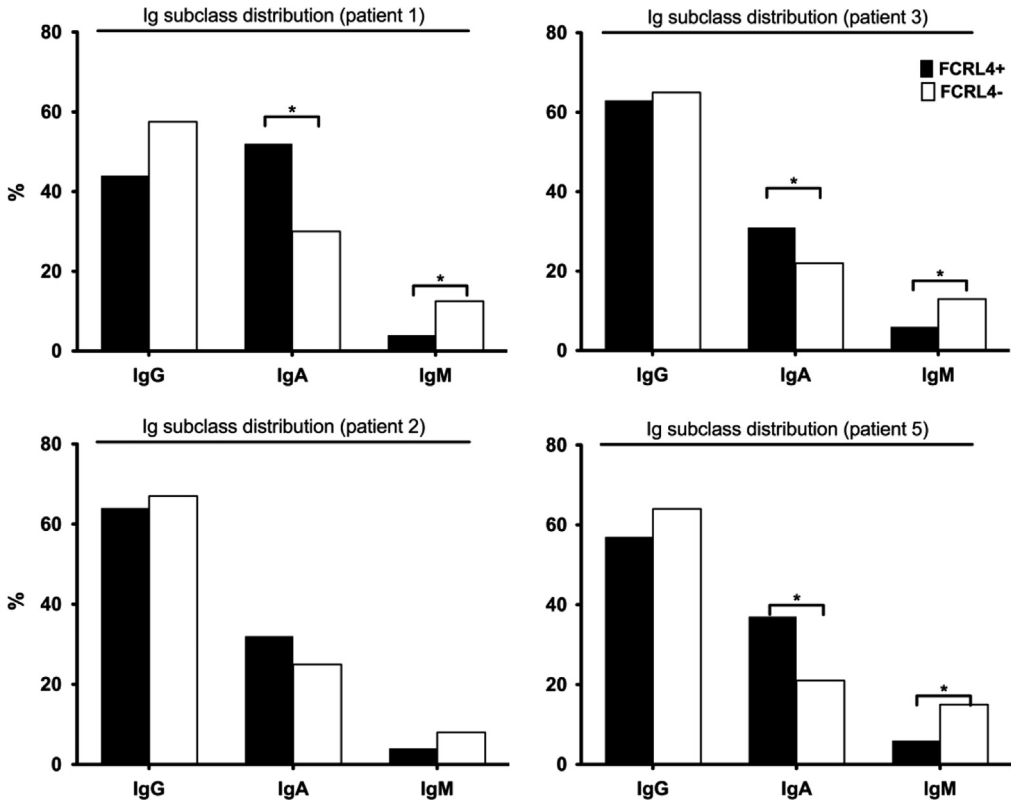 Ig subclass distribution (patient 1)
80
60
40
20
0
%
*
*
IgG IgA IgM
Ig subclass distribution (patient 3)
80
60
40
20
0
FCRL4+
FCRL4-
*
*
IgG IgA IgM
Ig subclass distribution (patient 2)
80
60
40
20
0
%
IgG IgA IgM
Ig subclass distribution (patient 5)
80
60
40
20
0
*
*
IgG IgA IgM